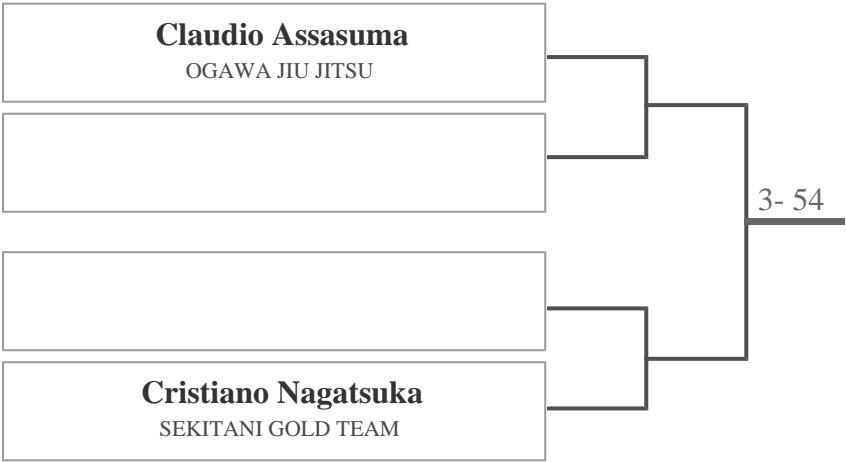 Claudio Assasuma
OGAWA JIU JITSU
3- 54
Cristiano Nagatsuka
SEKITANI GOLD TEAM